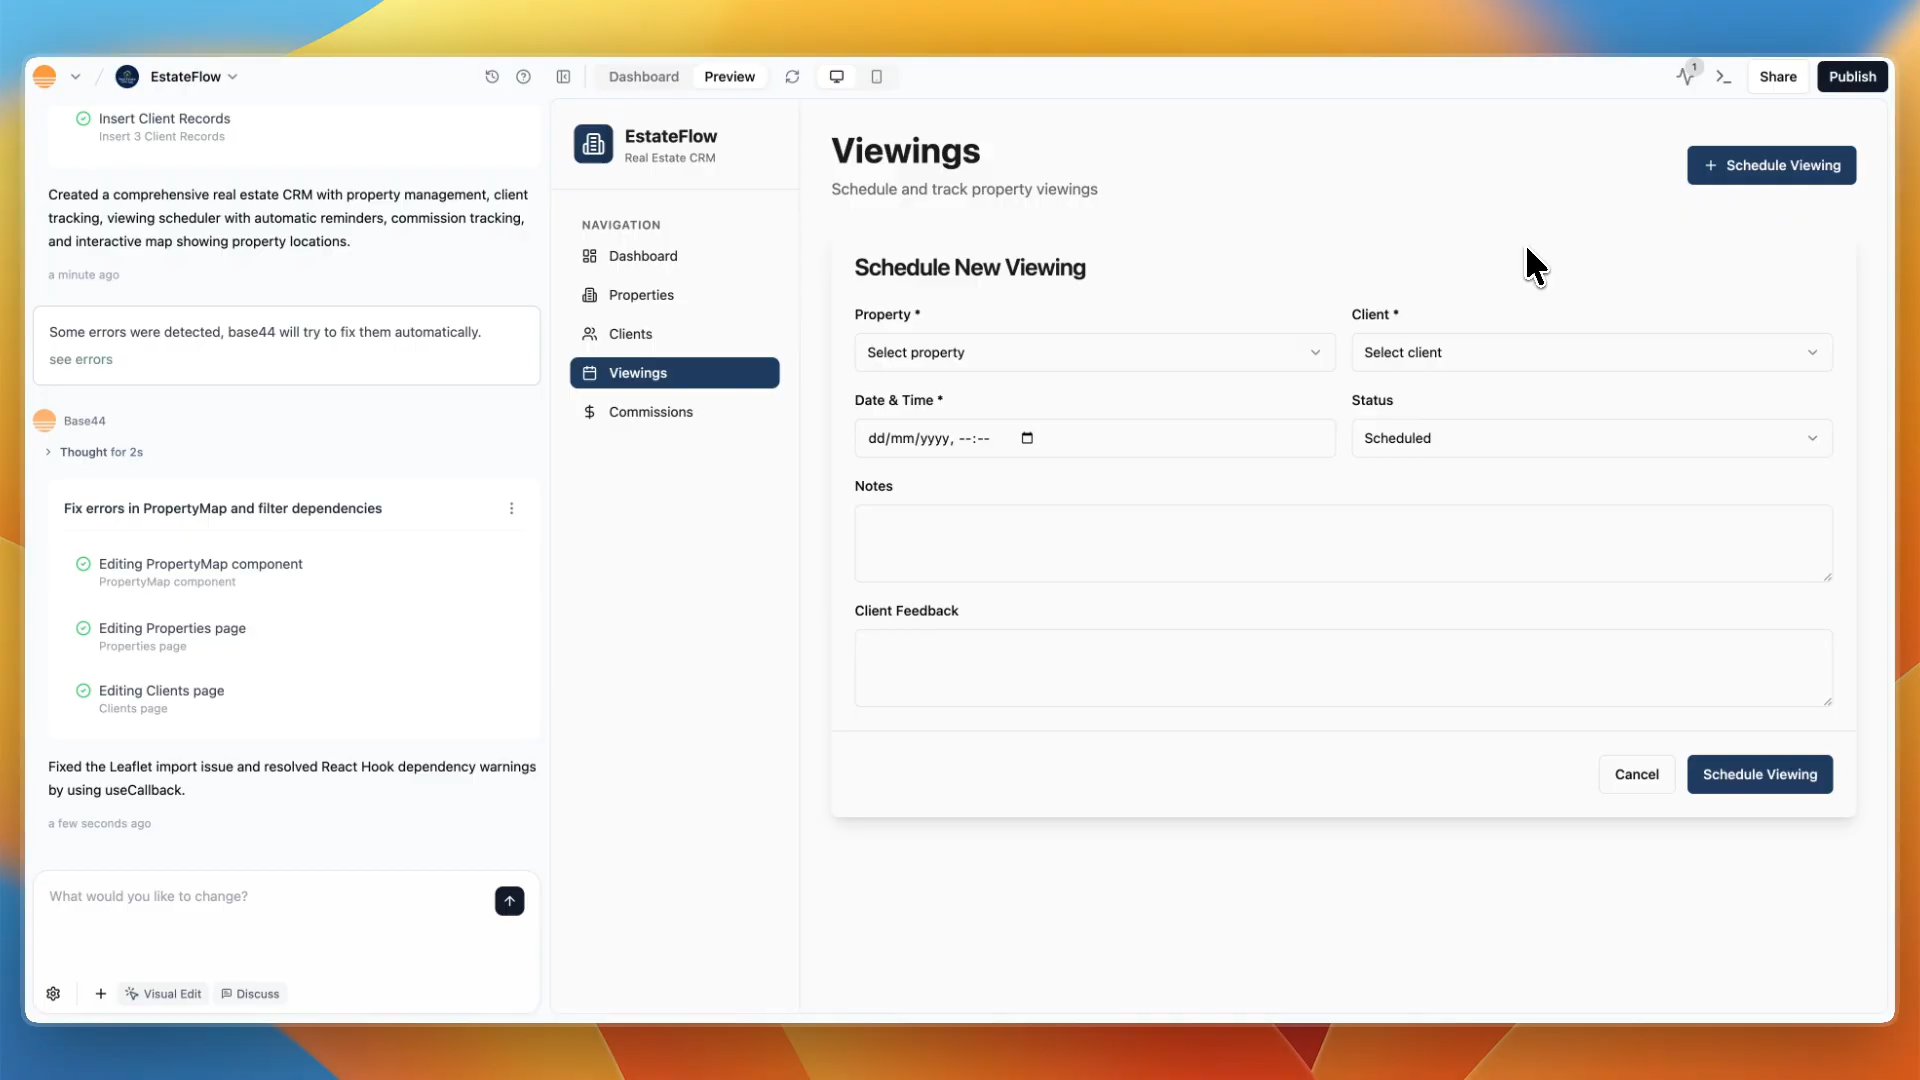 EstateFlow
Dashboard
Preview
1
Share
Publish
Insert Client Records
Insert 3 Client Records
Created a comprehensive real estate CRM with property management, client
tracking, viewing scheduler with automatic reminders, commission tracking,
and interactive map showing property locations.
a minute ago
Some errors were detected, base44 will try to fix them automatically.
see errors
Base44
Thought for 2s
Fix errors in PropertyMap and filter dependencies
Editing PropertyMap component
PropertyMap component
Editing Properties page
Properties page
Editing Clients page
Clients page
Fixed the Leaflet import issue and resolved React Hook dependency warnings
by using useCallback.
a few seconds ago
What would you like to change?
Visual Edit
Discuss
EstateFlow
Real Estate CRM
NAVIGATION
Dashboard
Properties
Clients
Viewings
Commissions
Viewings
Schedule and track property viewings
+ Schedule Viewing
Schedule New Viewing
Property *
Client *
Select property
Select client
Date & Time *
Status
dd/mm/yyyy, --:--
Scheduled
Notes
Client Feedback
Cancel
Schedule Viewing